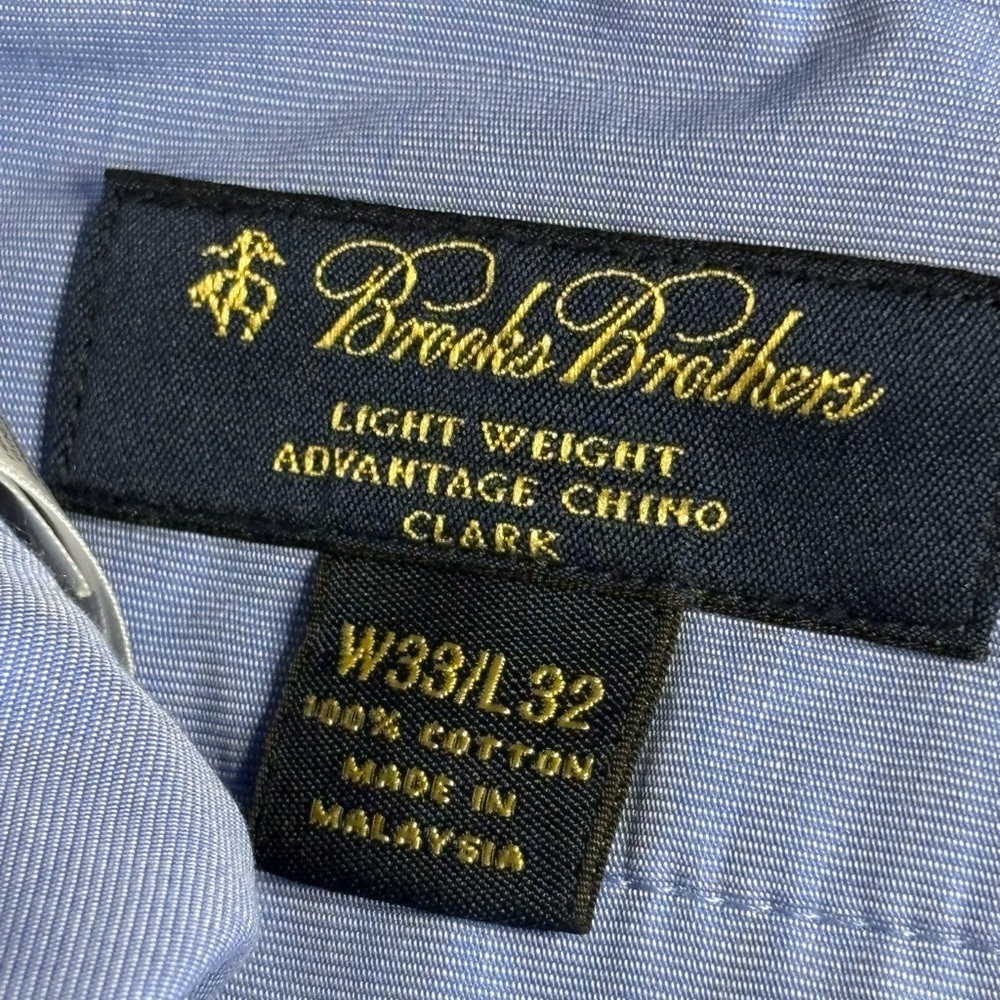 Brooks Brothers
LIGHT WEIGHT
ADVANTAGE CHINO
CLARK
W33/L32
100% COTTON
MADE IN
MALAYSIA